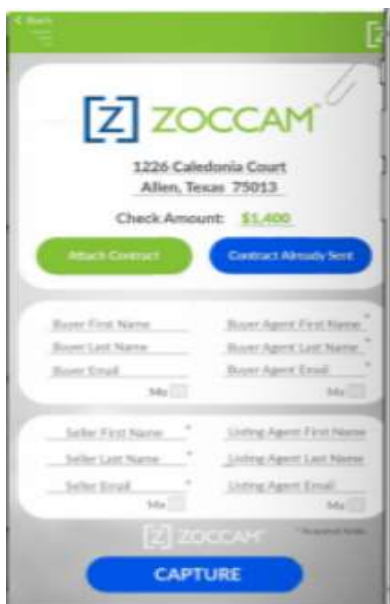 < Back
[Z] ZOCCAM
1226 Caledonia Court
Allen, Texas 75013
Check Amount: $1,400
Attach Contract Contract Already Sent
Buyer First Name Buyer Agent First Name *
Buyer Last Name Buyer Agent Last Name *
Buyer Email Buyer Agent Email *
Me Me
Seller First Name * Listing Agent First Name
Seller Last Name * Listing Agent Last Name
Seller Email * Listing Agent Email
Me Me
[Z] ZOCCAM * Required fields
CAPTURE